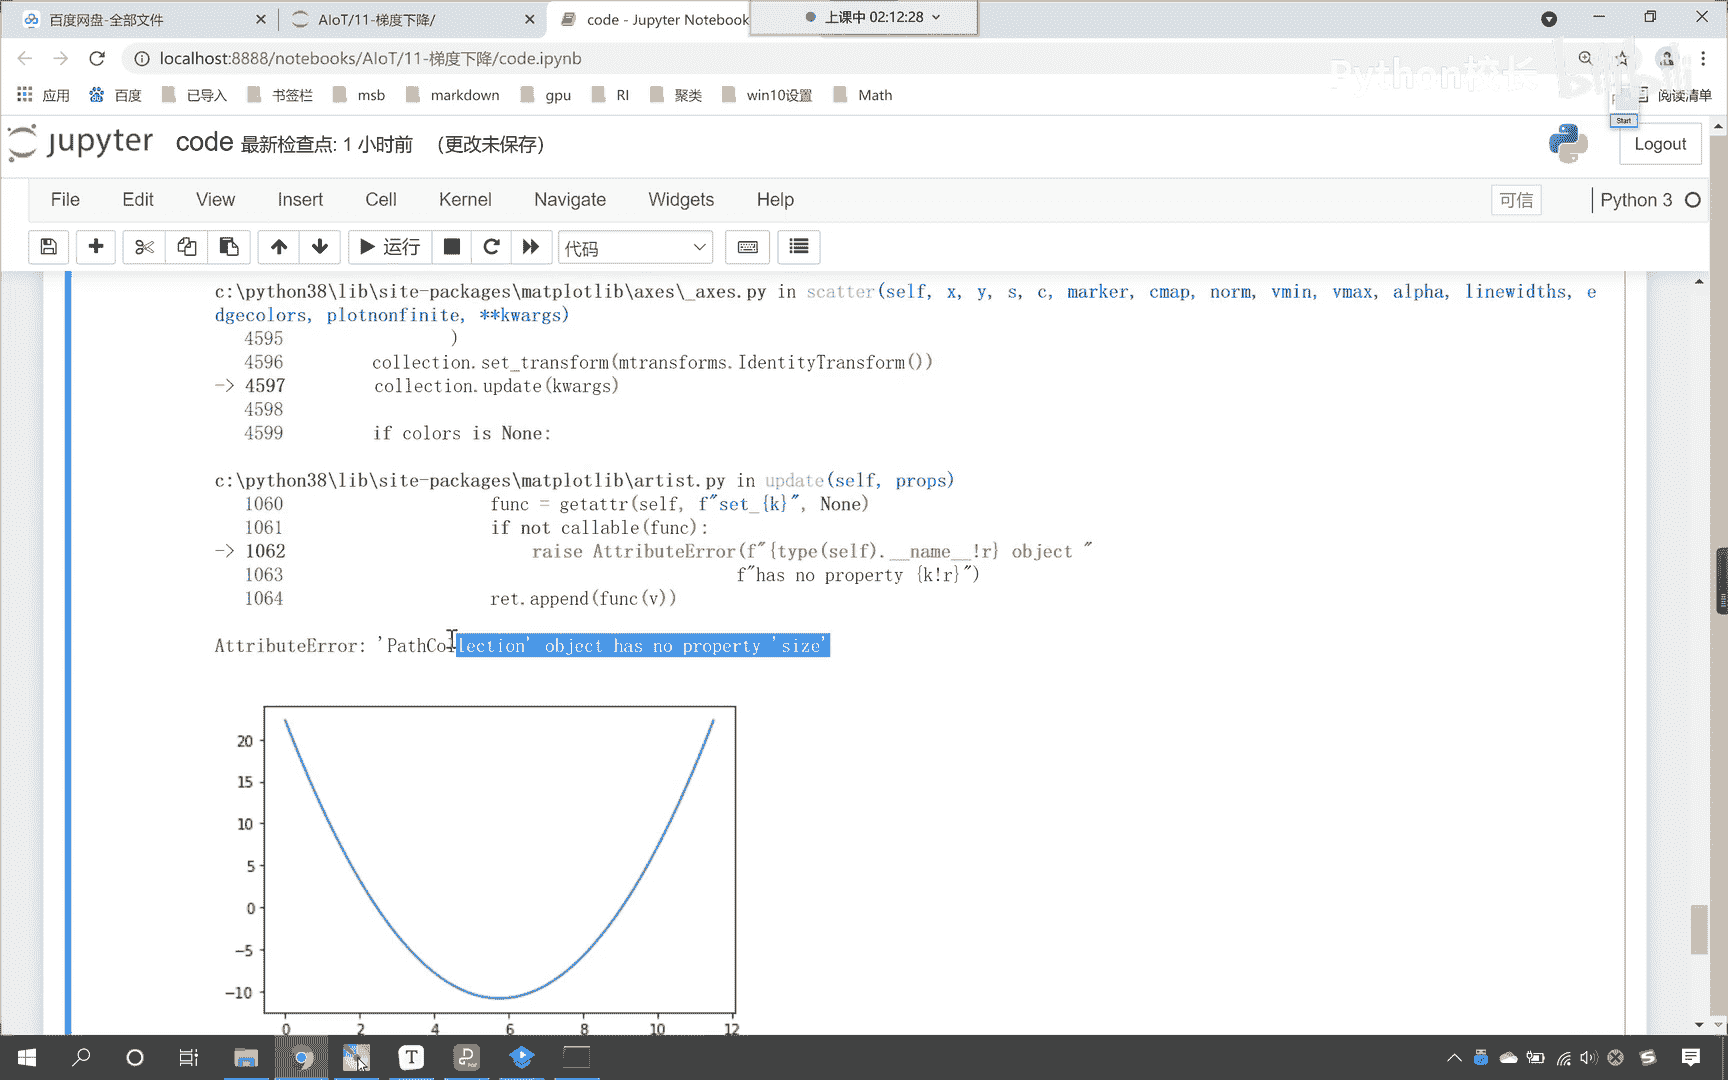 百度网盘-全部文件
AIoT/11-梯度下降/
code - Jupyter Notebook
上课中 02:12:28
localhost:8888/notebooks/AIoT/11-梯度下降/code.ipynb
Python校长
应用
百度
已导入
书签栏
msb
markdown
gpu
RI
聚类
win10设置
Math
阅读清单
Start
jupyter code 最新检查点: 1 小时前 (更改未保存)
Logout
File Edit View Insert Cell Kernel Navigate Widgets Help
可信
Python 3
运行
代码
c:\python38\lib\site-packages\matplotlib\axes\_axes.py in scatter(self, x, y, s, c, marker, cmap, norm, vmin, vmax, alpha, linewidths, e
dgecolors, plotnonfinite, **kwargs)
4595 )
4596 collection.set_transform(mtransforms.IdentityTransform())
-> 4597 collection.update(kwargs)
4598
4599 if colors is None:
c:\python38\lib\site-packages\matplotlib\artist.py in update(self, props)
1060 func = getattr(self, f"set_{k}", None)
1061 if not callable(func):
-> 1062 raise AttributeError(f"{type(self).__name__!r} object "
1063 f"has no property {k!r}")
1064 ret.append(func(v))
AttributeError: 'PathCollection' object has no property 'size'
20
15
10
5
0
−5
−10
0 2 4 6 8 10 12